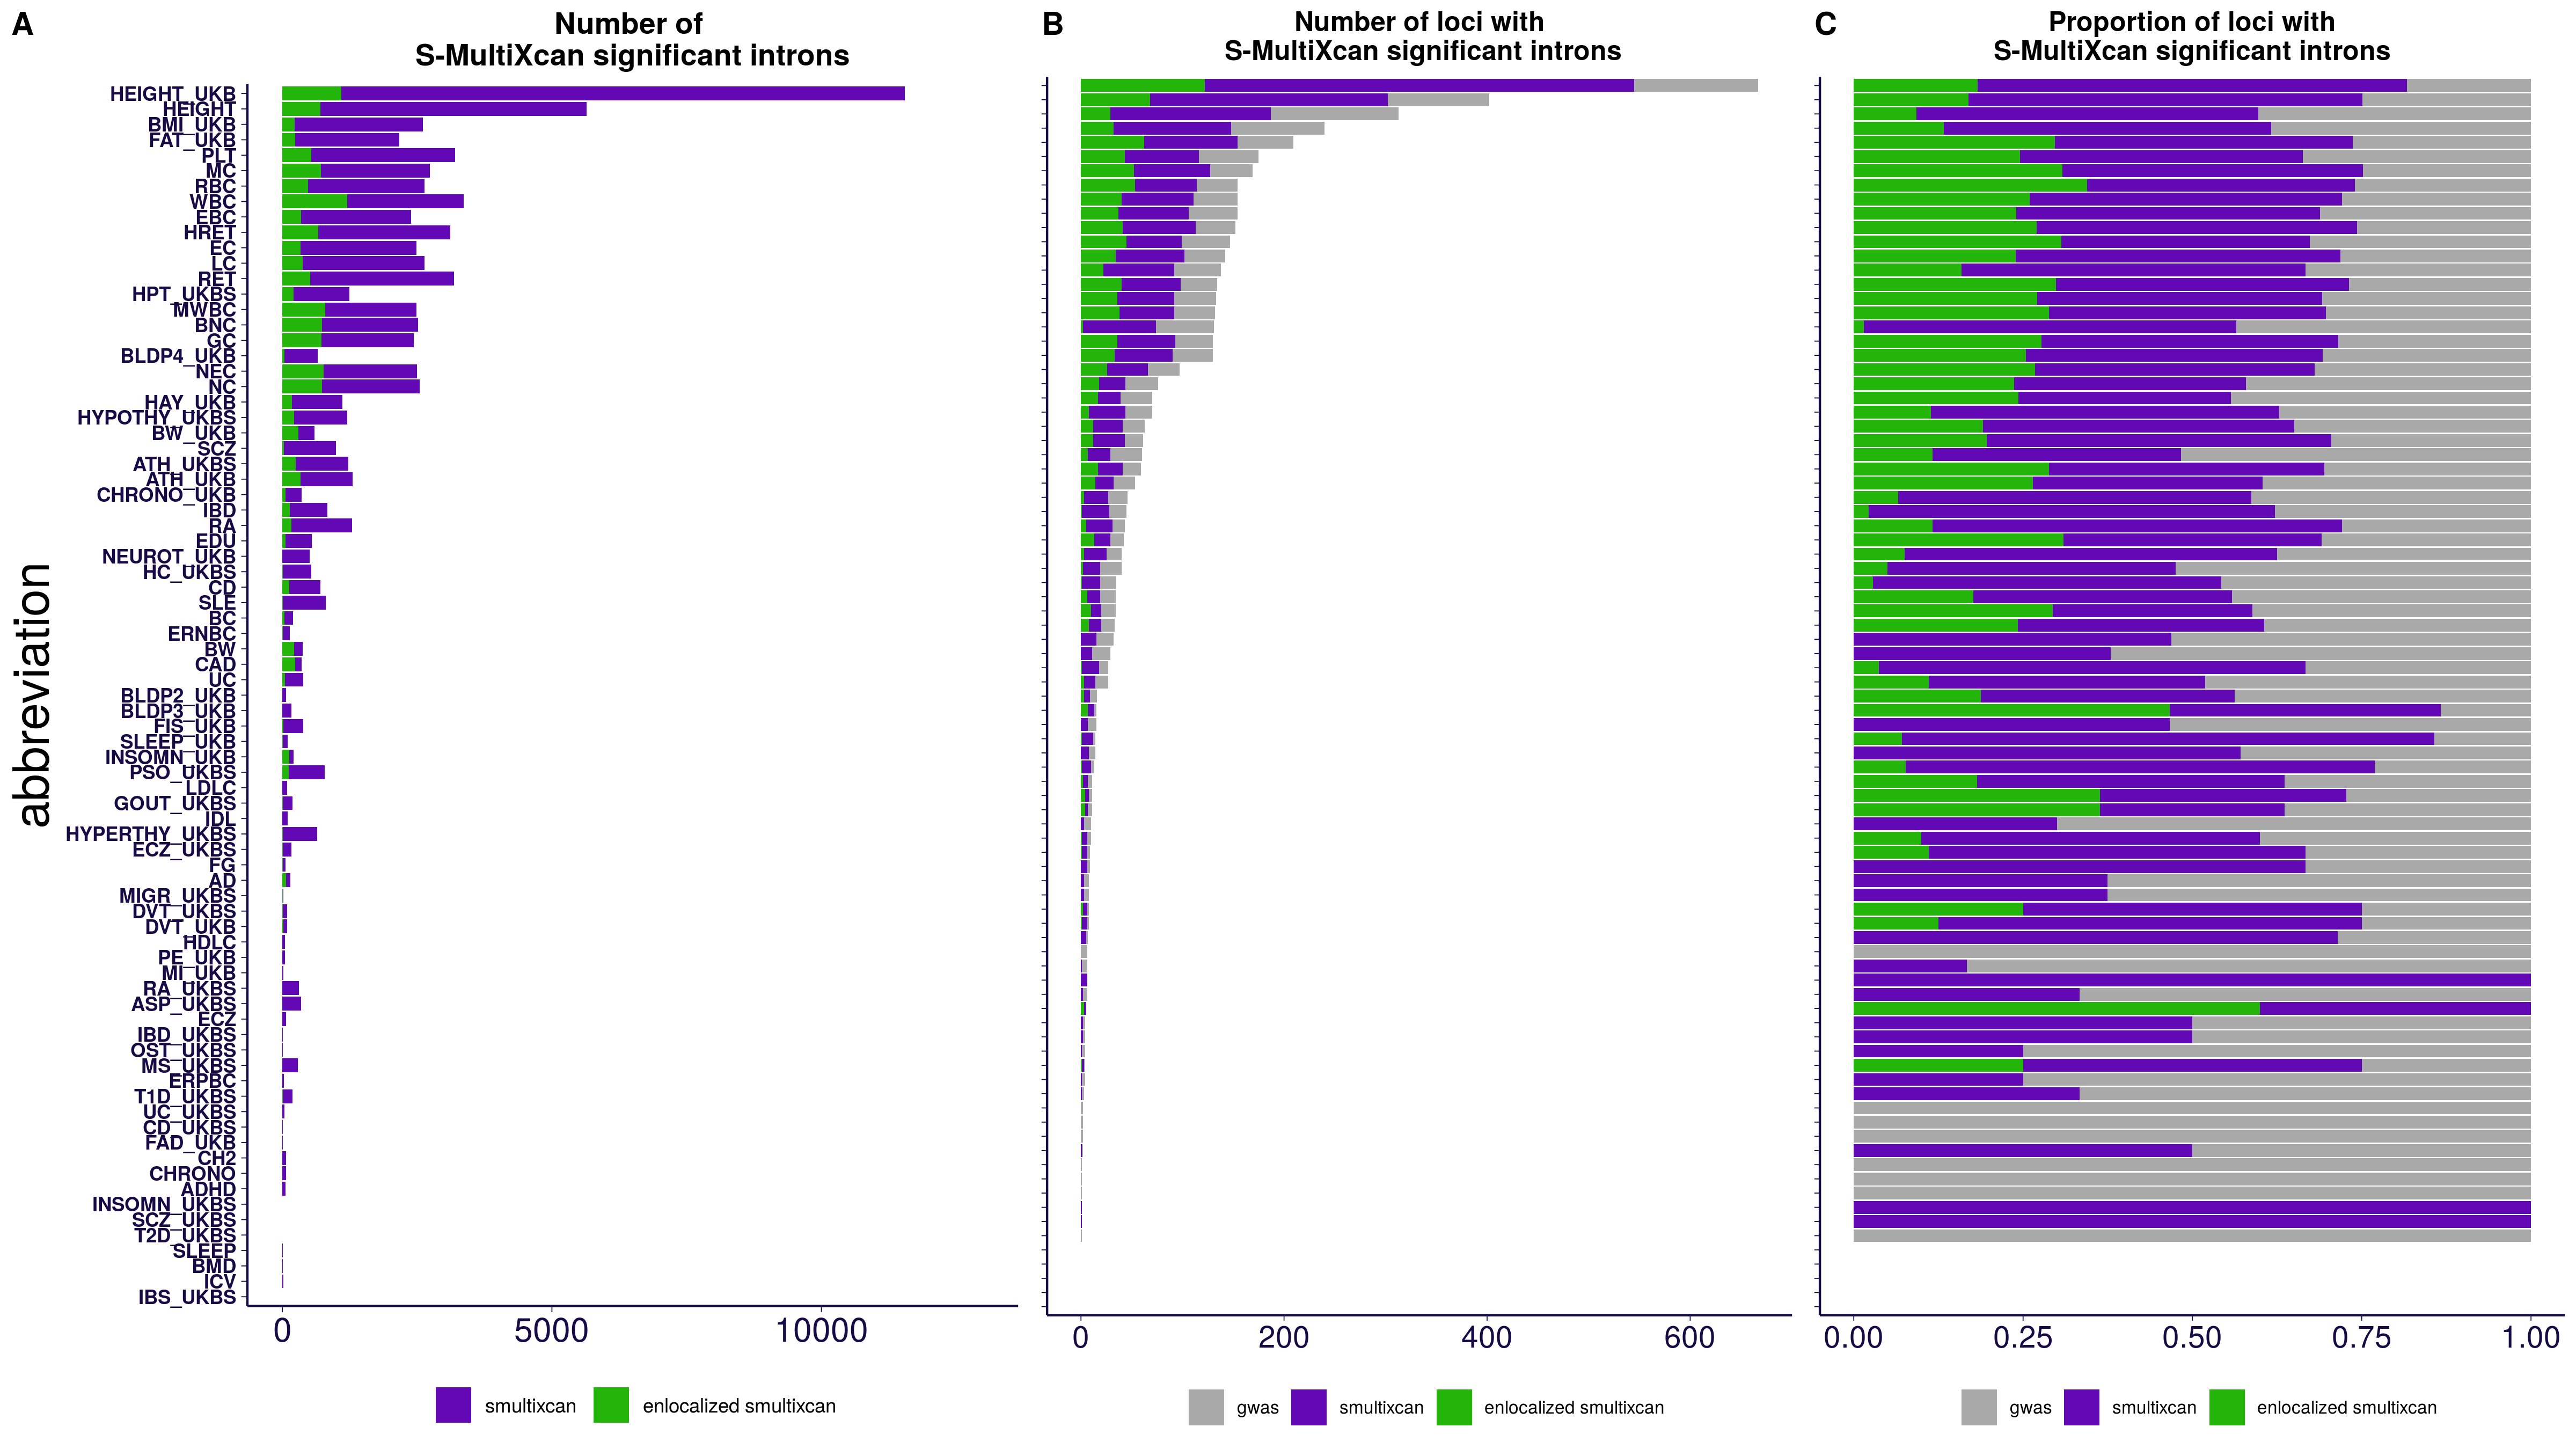 A
Number of
S-MultiXcan significant introns
abbreviation
HEIGHT_UKB
HEIGHT
BMI_UKB
FAT_UKB
PLT
MC
RBC
WBC
EBC
HRET
EC
LC
RET
HPT_UKBS
MWBC
BNC
GC
BLDP4_UKB
NEC
NC
HAY_UKB
HYPOTHY_UKBS
BW_UKB
SCZ
ATH_UKBS
ATH_UKB
CHRONO_UKB
IBD
RA
EDU
NEUROT_UKB
HC_UKBS
CD
SLE
BC
ERNBC
BW
CAD
UC
BLDP2_UKB
BLDP3_UKB
FIS_UKB
SLEEP_UKB
INSOMN_UKB
PSO_UKBS
LDLC
GOUT_UKBS
IDL
HYPERTHY_UKBS
ECZ_UKBS
FG
AD
MIGR_UKBS
DVT_UKBS
DVT_UKB
HDLC
PE_UKB
MI_UKB
RA_UKBS
ASP_UKBS
ECZ
IBD_UKBS
OST_UKBS
MS_UKBS
ERPBC
T1D_UKBS
UC_UKBS
CD_UKBS
FAD_UKB
CH2
CHRONO
ADHD
INSOMN_UKBS
SCZ_UKBS
T2D_UKBS
SLEEP
BMD
ICV
IBS_UKBS
0 5000 10000
smultixcan enlocalized smultixcan
B
Number of loci with
S-MultiXcan significant introns
0 200 400 600
gwas smultixcan enlocalized smultixcan
C
Proportion of loci with
S-MultiXcan significant introns
0.00 0.25 0.50 0.75 1.00
gwas smultixcan enlocalized smultixcan